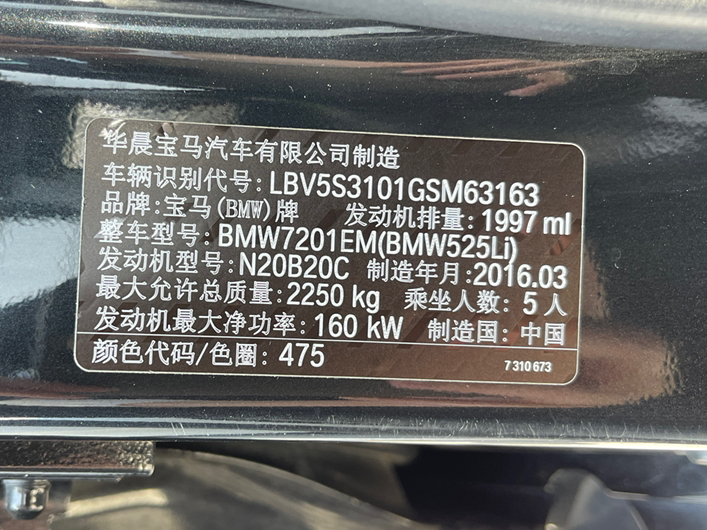 华晨宝马汽车有限公司制造
车辆识别代号: LBV5S3101GSM63163
品牌: 宝马(BMW)牌 发动机排量: 1997 ml
整车型号: BMW7201EM(BMW525Li)
发动机型号: N20B20C 制造年月: 2016.03
最大允许总质量: 2250 kg 乘坐人数: 5 人
发动机最大净功率: 160 kW 制造国: 中国
颜色代码/色圈: 475
7 310 673